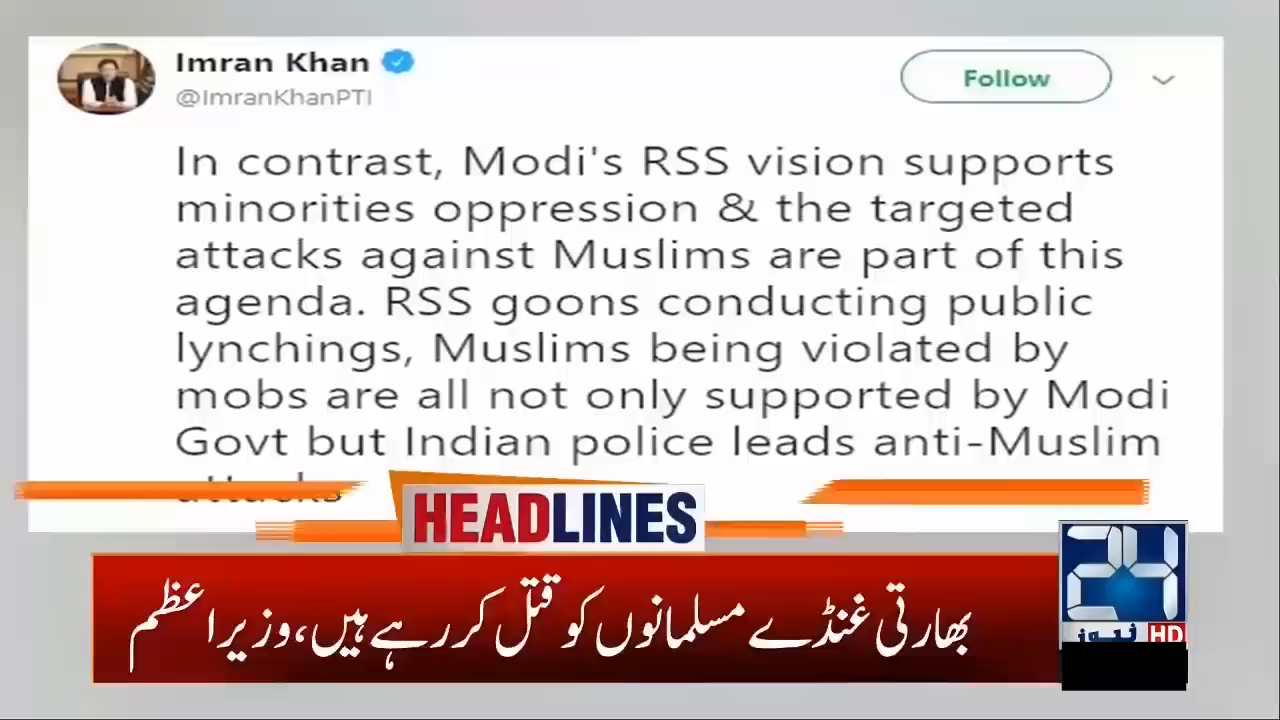 Imran Khan
@ImranKhanPTI
Follow
In contrast, Modi's RSS vision supports
minorities oppression & the targeted
attacks against Muslims are part of this
agenda. RSS goons conducting public
lynchings, Muslims being violated by
mobs are all not only supported by Modi
Govt but Indian police leads anti-Muslim
attacks
HEADLINES
بھارتی غنڈے مسلمانوں کو قتل کر رہے ہیں، وزیراعظم
24
نیوز HD